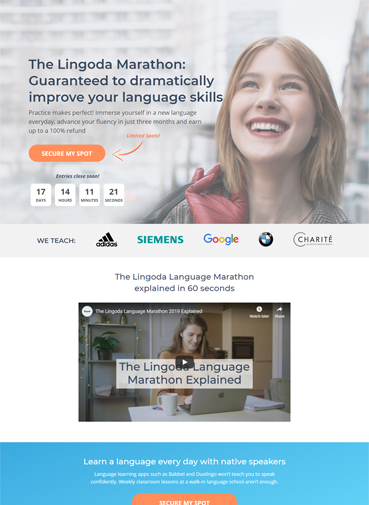 The Lingoda Marathon:
Guaranteed to dramatically
improve your language skills
Practice makes perfect! Immerse yourself in a new language
everyday, advance your fluency in just three months and earn
up to a 100% refund
Limited Spots!
SECURE MY SPOT
Entries close soon!
17 14 11 21
DAYS HOURS MINUTES SECONDS
WE TEACH: adidas SIEMENS Google BMW CHARITÉ
The Lingoda Language Marathon
explained in 60 seconds
The Lingoda Language Marathon 2019 Explained
Watch later Share
The Lingoda Language
Marathon Explained
Learn a language every day with native speakers
Language learning apps such as Babbel and Duolingo won't teach you to speak
confidently. Weekly classroom lessons at a walk-in language school aren't enough.
SECURE MY SPOT